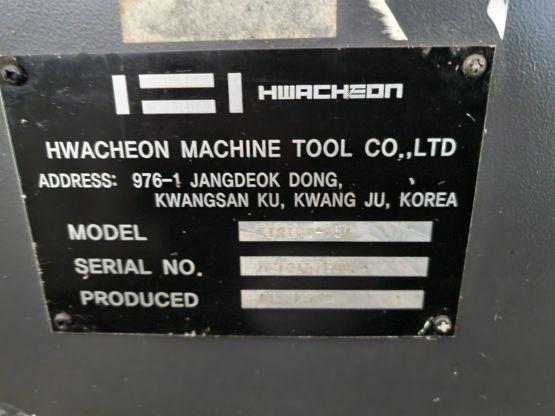 HWACHEON
HWACHEON MACHINE TOOL CO.,LTD
ADDRESS: 976-1 JANGDEOK DONG,
KWANGSAN KU, KWANG JU, KOREA
MODEL
SERIAL NO.
PRODUCED